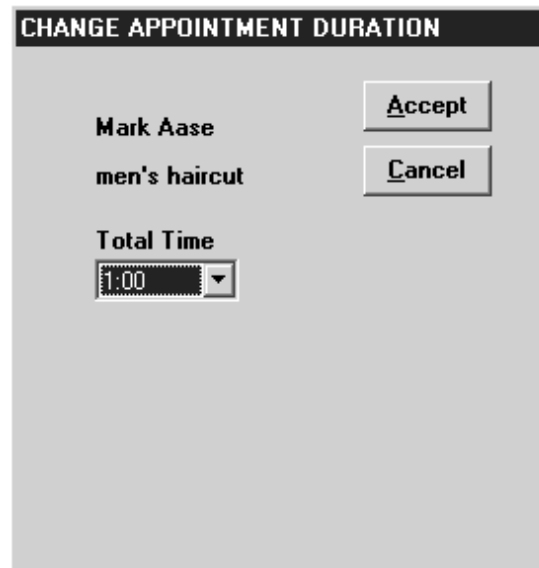 CHANGE APPOINTMENT DURATION
Mark Aase
men's haircut
Accept
Cancel
Total Time
1:00